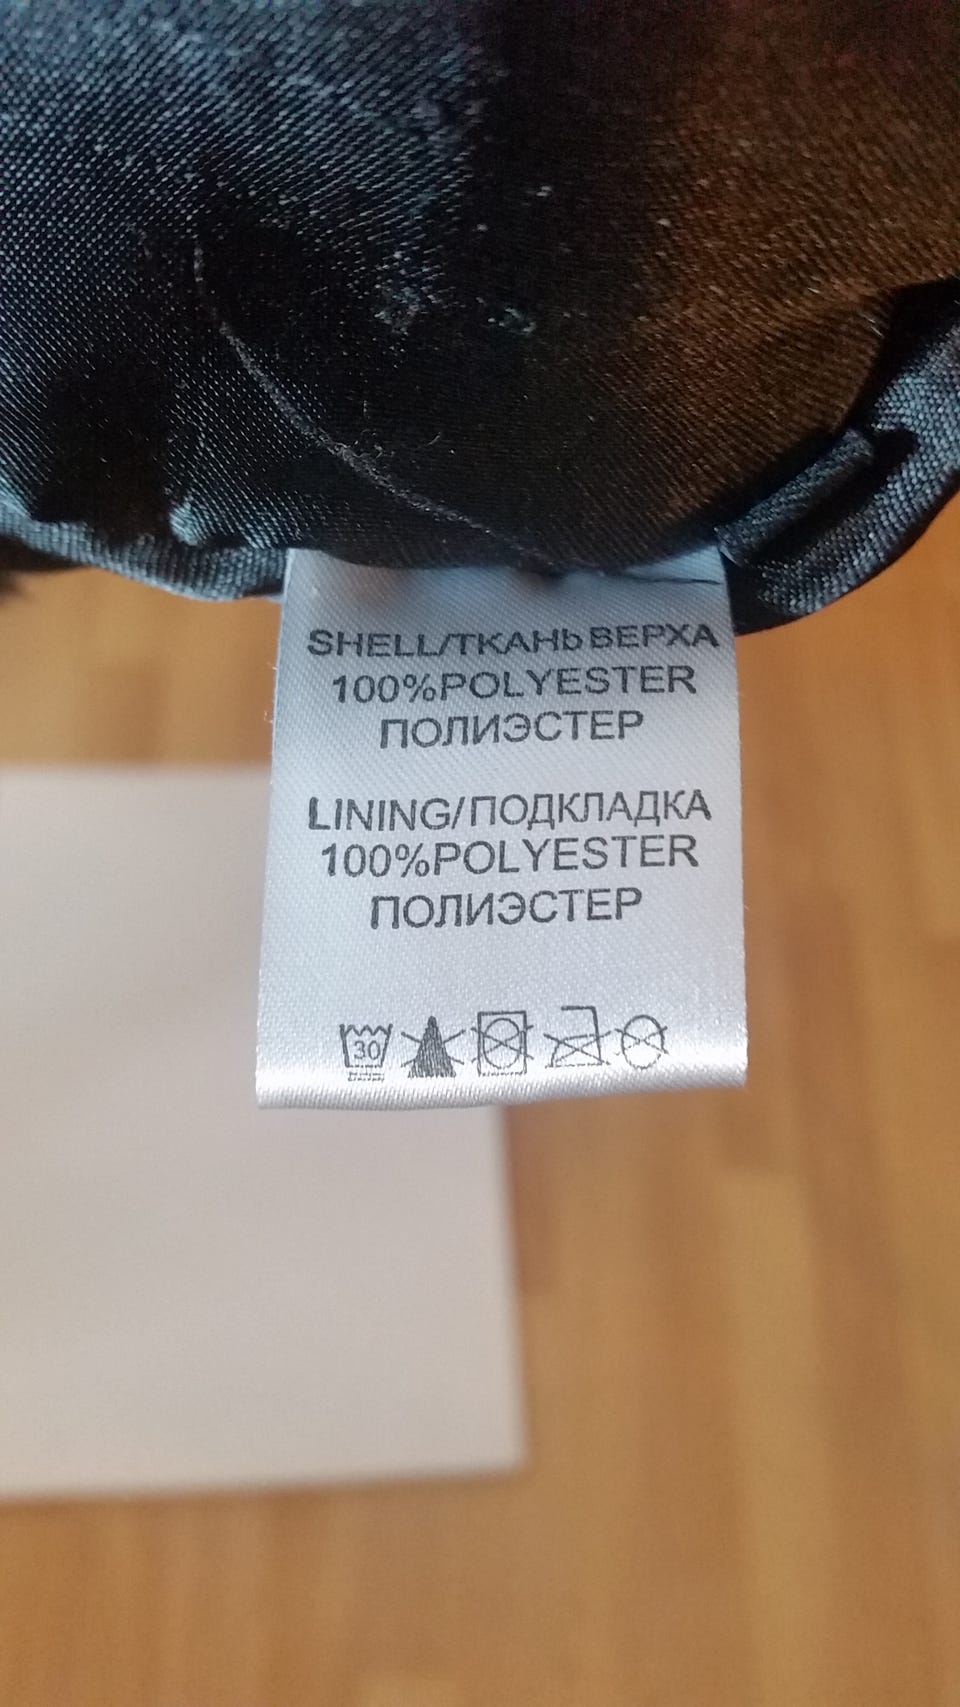 SHELL/ТКАНЬ ВЕРХА
100%POLYESTER
ПОЛИЭСТЕР
LINING/ПОДКЛАДКА
100%POLYESTER
ПОЛИЭСТЕР
30